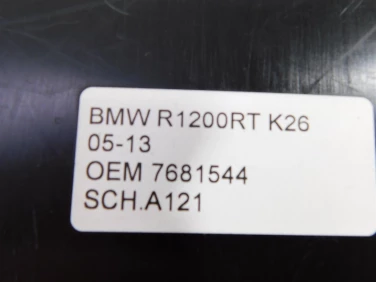 BMW R1200RT K26
05-13
OEM 7681544
SCH.A121